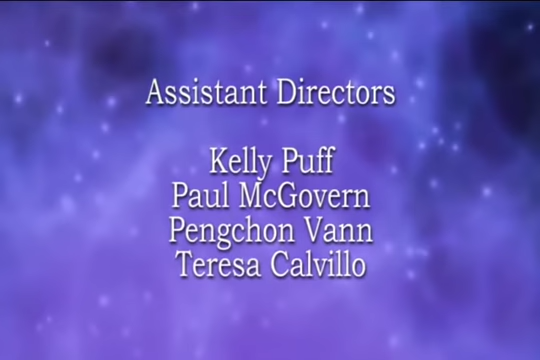 Assistant Directors
Kelly Puff
Paul McGovern
Pengchon Vann
Teresa Calvillo